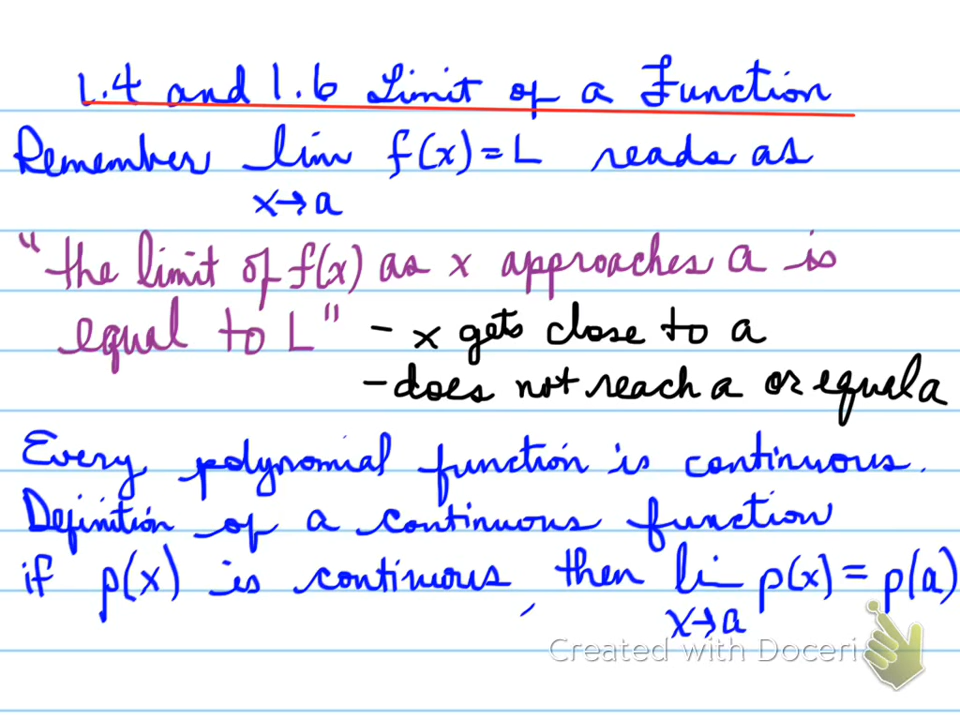 1.4 and 1.6 Limit of a Function
Remember lim f(x) = L reads as
x→a
"the limit of f(x) as x approaches a is
equal to L" - x gets close to a
- does not reach a or equal a
Every polynomial function is continuous.
Definition of a continuous function
if p(x) is continuous, then lim p(x) = p(a)
x→a
Created with Doceri